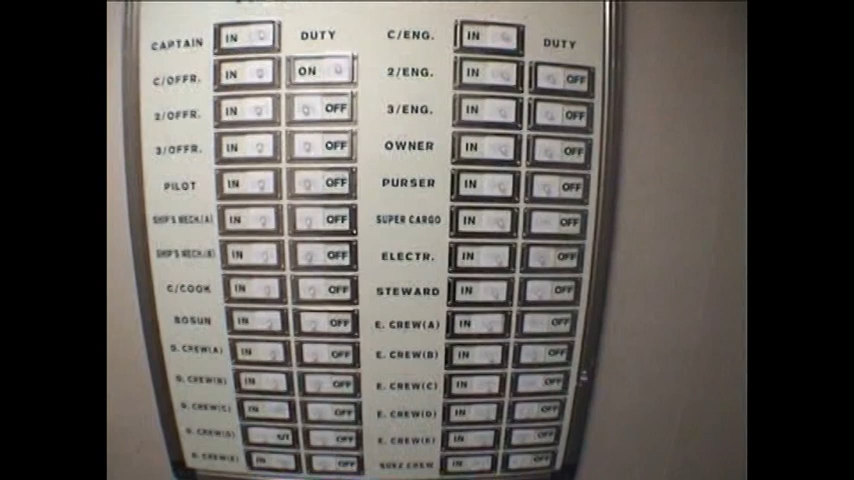 CAPTAIN IN DUTY C/ENG. IN DUTY
C/OFFR. IN ON 2/ENG. IN OFF
2/OFFR. IN OFF 3/ENG. IN OFF
3/OFFR. IN OFF OWNER IN OFF
PILOT IN OFF PURSER IN OFF
SHIP'S MECH.(A) IN OFF SUPER CARGO IN OFF
SHIP'S MECH.(B) IN OFF ELECTR. IN OFF
C/COOK IN OFF STEWARD IN OFF
BOSUN IN OFF E. CREW(A) IN OFF
D. CREW(A) IN OFF E. CREW(B) IN OFF
D. CREW(B) IN OFF E. CREW(C) IN OFF
D. CREW(C) IN OFF E. CREW(D) IN OFF
D. CREW(D) UT OFF E. CREW(E) IN OFF
D. CREW(E) IN OFF SUEZ CREW IN OFF